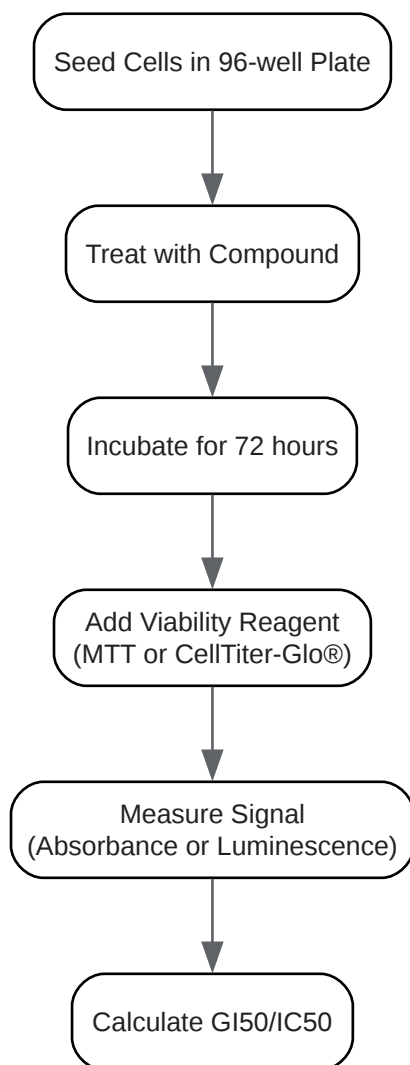 Seed Cells in 96-well Plate
Treat with Compound
Incubate for 72 hours
Add Viability Reagent
(MTT or CellTiter-Glo®)
Measure Signal
(Absorbance or Luminescence)
Calculate GI50/IC50